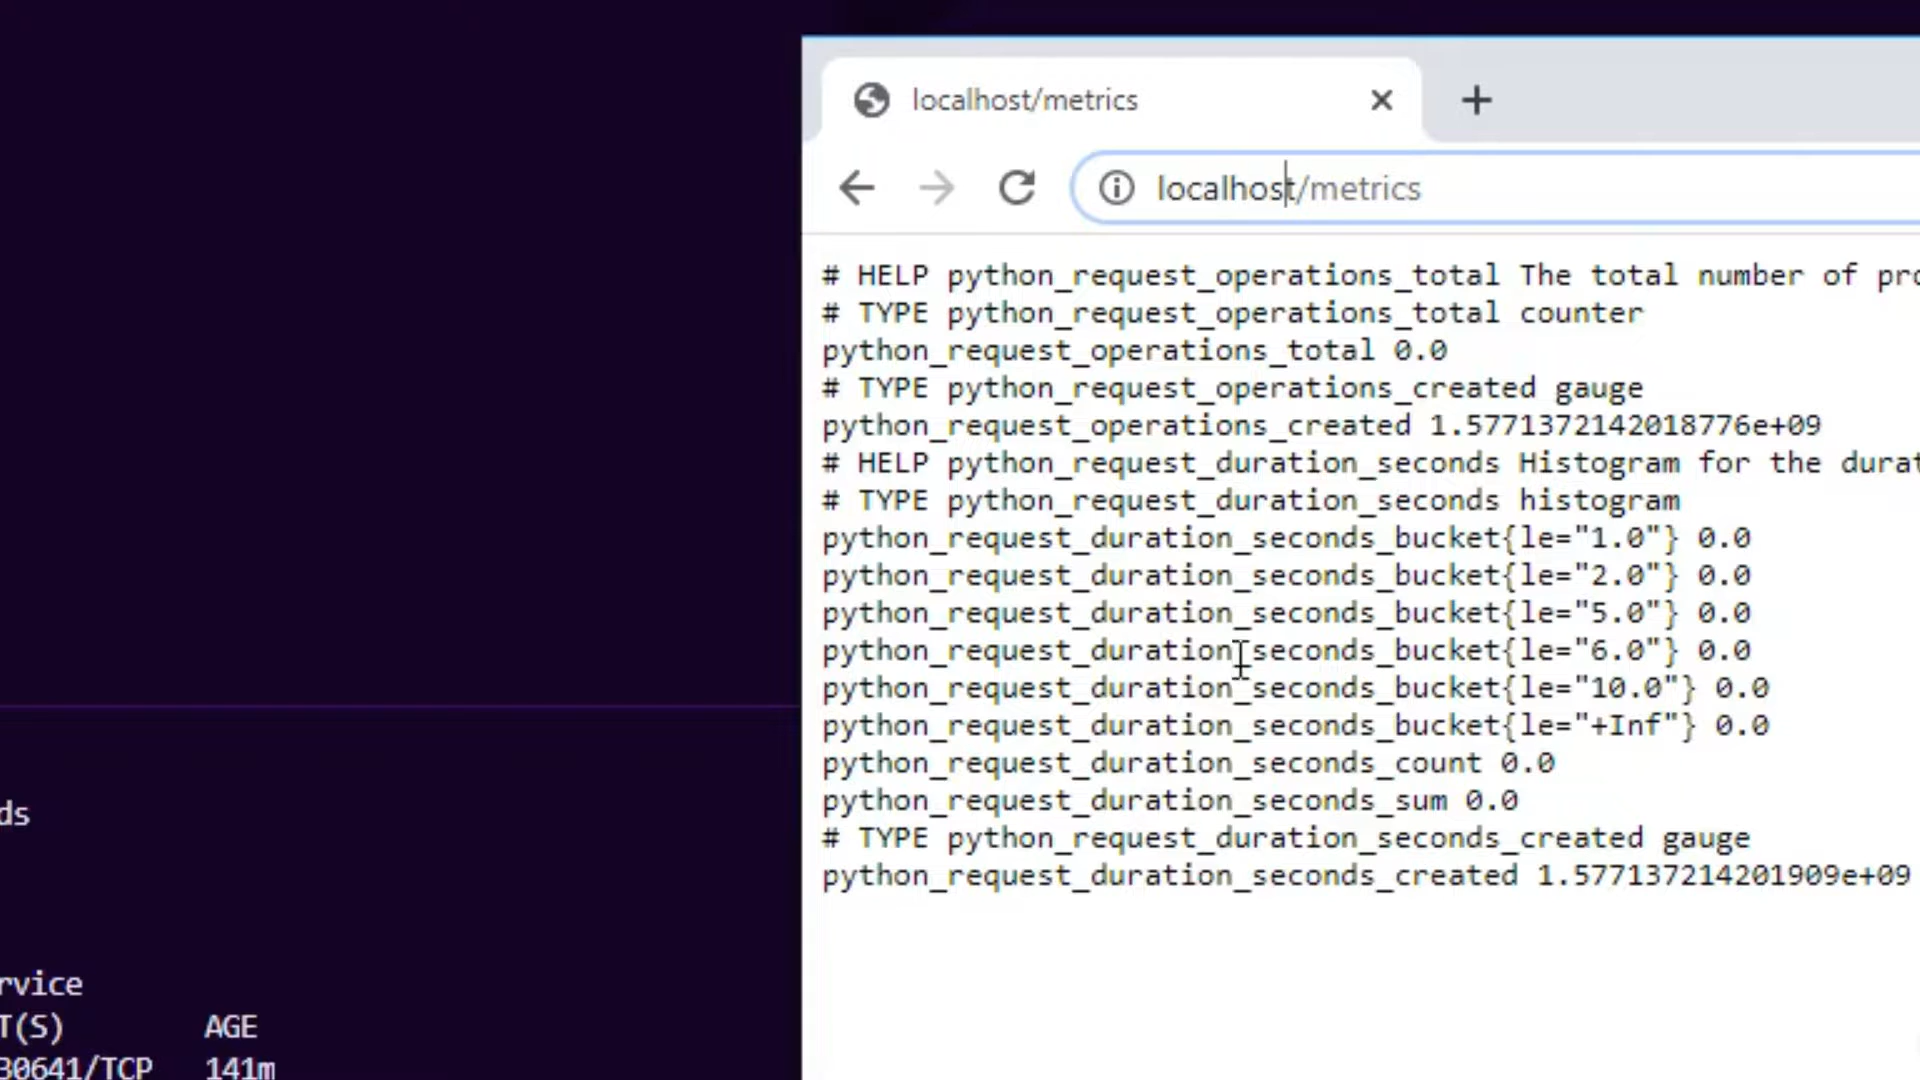 localhost/metrics
localhost/metrics
# HELP python_request_operations_total The total number of
# TYPE python_request_operations_total counter
python_request_operations_total 0.0
# TYPE python_request_operations_created gauge
python_request_operations_created 1.5771372142018776e+09
# HELP python_request_duration_seconds Histogram for the
# TYPE python_request_duration_seconds histogram
python_request_duration_seconds_bucket{le="1.0"} 0.0
python_request_duration_seconds_bucket{le="2.0"} 0.0
python_request_duration_seconds_bucket{le="5.0"} 0.0
python_request_duration_seconds_bucket{le="6.0"} 0.0
python_request_duration_seconds_bucket{le="10.0"} 0.0
python_request_duration_seconds_bucket{le="+Inf"} 0.0
python_request_duration_seconds_count 0.0
python_request_duration_seconds_sum 0.0
# TYPE python_request_duration_seconds_created gauge
python_request_duration_seconds_created 1.577137214201909e+09
ds
rvice
T(S) AGE
30641/TCP 141m